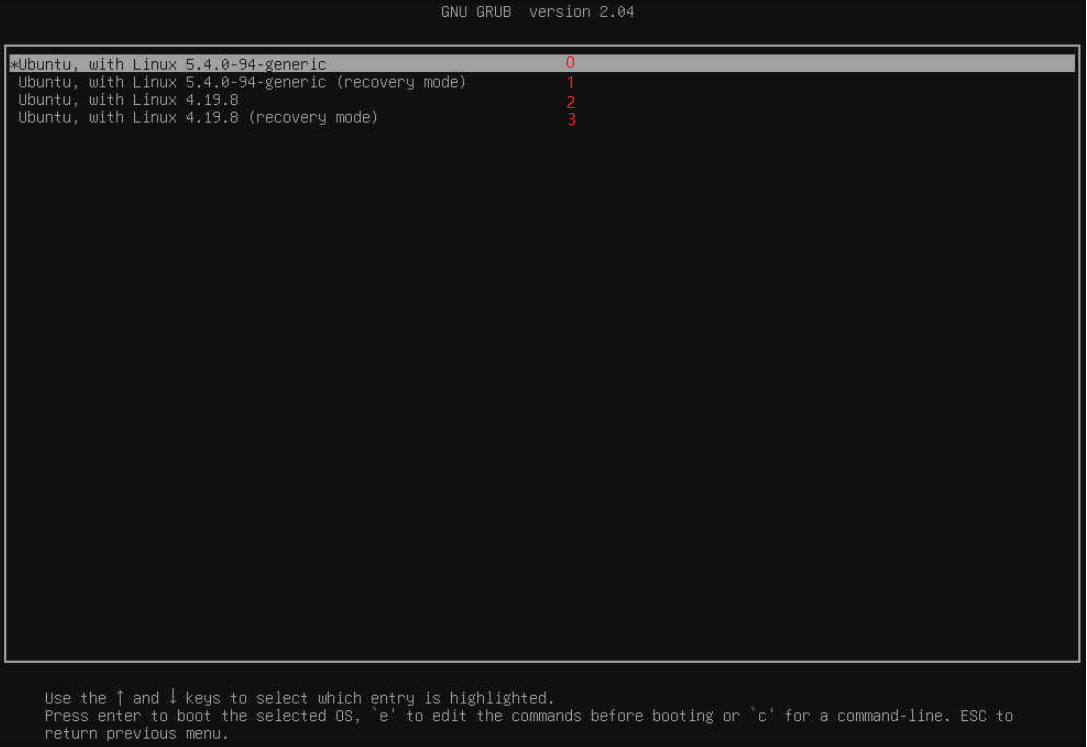 GNU GRUB  version 2.04
*Ubuntu, with Linux 5.4.0-94-generic 0
Ubuntu, with Linux 5.4.0-94-generic (recovery mode) 1
Ubuntu, with Linux 4.19.8 2
Ubuntu, with Linux 4.19.8 (recovery mode) 3
Use the ↑ and ↓ keys to select which entry is highlighted.
Press enter to boot the selected OS, `e' to edit the commands before booting or `c' for a command-line. ESC to
return previous menu.